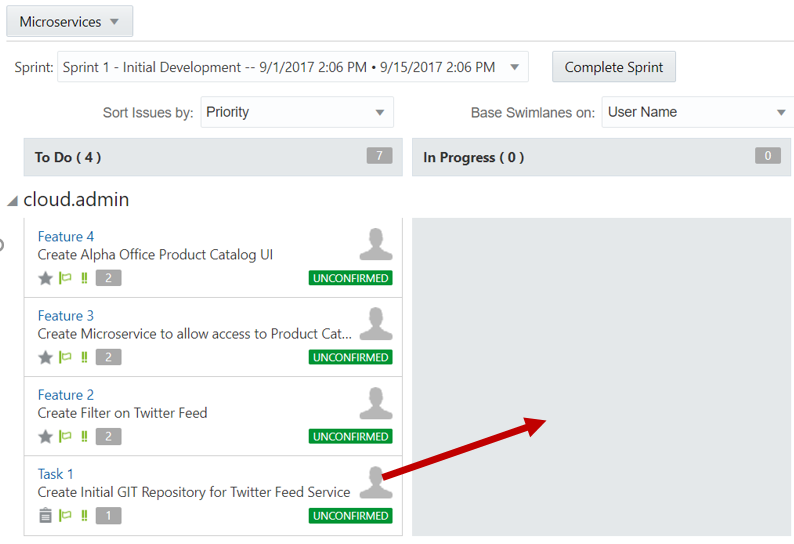 Microservices
Sprint: Sprint 1 - Initial Development -- 9/1/2017 2:06 PM • 9/15/2017 2:06 PM Complete Sprint
Sort Issues by: Priority Base Swimlanes on: User Name
To Do ( 4 ) 7 In Progress ( 0 ) 0
cloud.admin
Feature 4
Create Alpha Office Product Catalog UI
2 UNCONFIRMED
Feature 3
Create Microservice to allow access to Product Cat...
2 UNCONFIRMED
Feature 2
Create Filter on Twitter Feed
2 UNCONFIRMED
Task 1
Create Initial GIT Repository for Twitter Feed Service
1 UNCONFIRMED